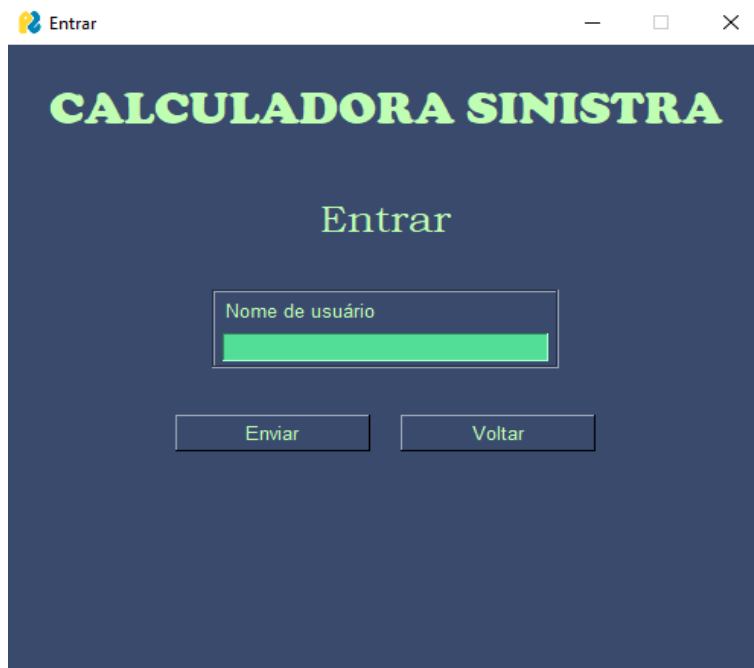 Entrar
CALCULADORA SINISTRA
Entrar
Nome de usuário
Enviar
Voltar